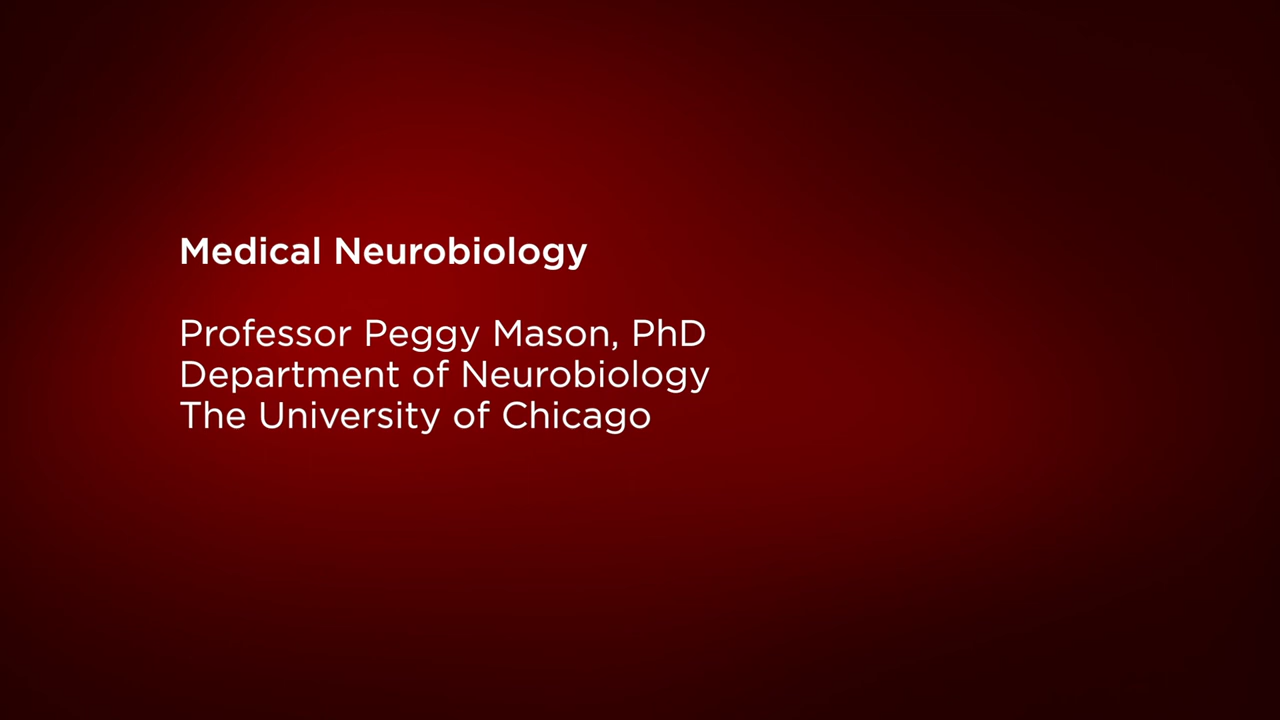 Medical Neurobiology
Professor Peggy Mason, PhD
Department of Neurobiology
The University of Chicago